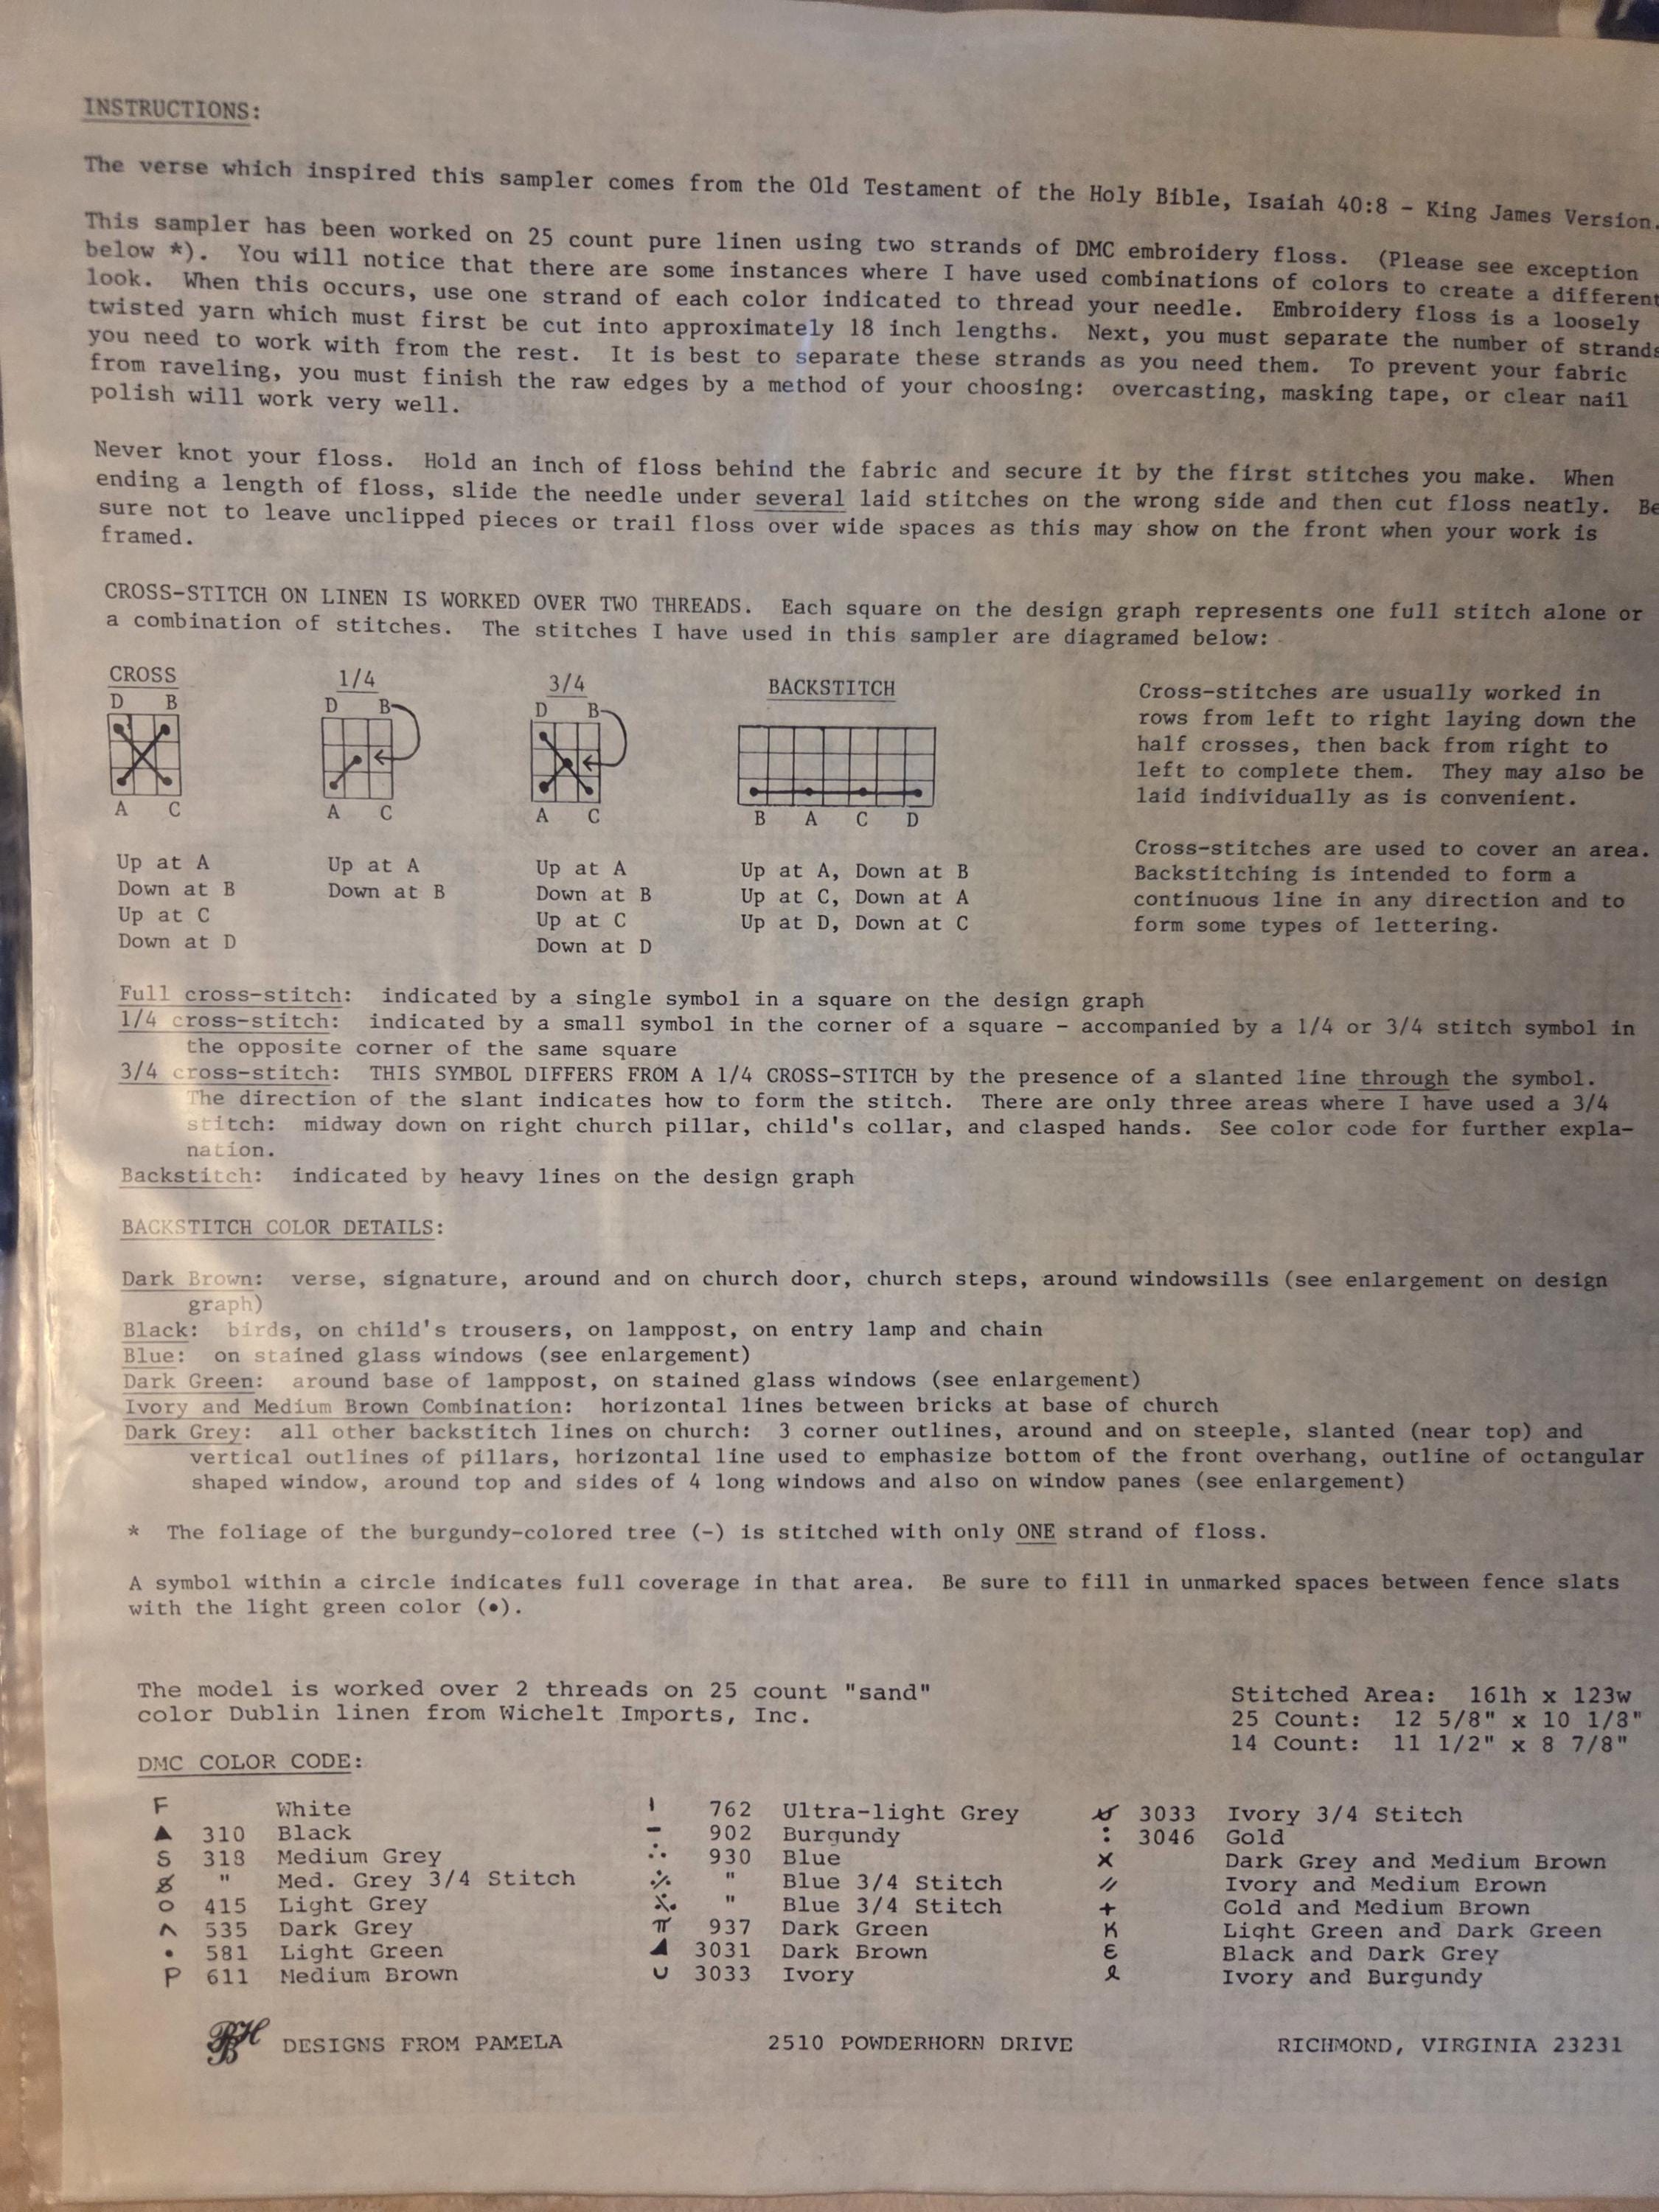 INSTRUCTIONS:
The verse which inspired this sampler comes from the Old Testament of the Holy Bible, Isaiah 40:8 - King James Version.
This sampler has been worked on 25 count pure linen using two strands of DMC embroidery floss. (Please see exception
below *). You will notice that there are some instances where I have used combinations of colors to create a different
look. When this occurs, use one strand of each color indicated to thread your needle. Embroidery floss is a loosely
twisted yarn which must first be cut into approximately 18 inch lengths. Next, you must separate the number of strands
you need to work with from the rest. It is best to separate these strands as you need them. To prevent your fabric
from raveling, you must finish the raw edges by a method of your choosing: overcasting, masking tape, or clear nail
polish will work very well.
Never knot your floss. Hold an inch of floss behind the fabric and secure it by the first stitches you make. When
ending a length of floss, slide the needle under several laid stitches on the wrong side and then cut floss neatly. Be
sure not to leave unclipped pieces or trail floss over wide spaces as this may show on the front when your work is
framed.
CROSS-STITCH ON LINEN IS WORKED OVER TWO THREADS. Each square on the design graph represents one full stitch alone or
a combination of stitches. The stitches I have used in this sampler are diagramed below:
CROSS
D B
A C
Up at A
Down at B
Up at C
Down at D
1/4
D B
A C
Up at A
Down at B
3/4
D B
A C
Up at A
Down at B
Up at C
Down at D
BACKSTITCH
B A C D
Up at A, Down at B
Up at C, Down at A
Up at D, Down at C
Cross-stitches are usually worked in
rows from left to right laying down the
half crosses, then back from right to
left to complete them. They may also be
laid individually as is convenient.
Cross-stitches are used to cover an area.
Backstitching is intended to form a
continuous line in any direction and to
form some types of lettering.
Full cross-stitch: indicated by a single symbol in a square on the design graph
1/4 cross-stitch: indicated by a small symbol in the corner of a square - accompanied by a 1/4 or 3/4 stitch symbol in
the opposite corner of the same square
3/4 cross-stitch: THIS SYMBOL DIFFERS FROM A 1/4 CROSS-STITCH by the presence of a slanted line through the symbol.
The direction of the slant indicates how to form the stitch. There are only three areas where I have used a 3/4
stitch: midway down on right church pillar, child's collar, and clasped hands. See color code for further expla-
nation.
Backstitch: indicated by heavy lines on the design graph
BACKSTITCH COLOR DETAILS:
Dark Brown: verse, signature, around and on church door, church steps, around windowsills (see enlargement on design
graph)
Black: birds, on child's trousers, on lamppost, on entry lamp and chain
Blue: on stained glass windows (see enlargement)
Dark Green: around base of lamppost, on stained glass windows (see enlargement)
Ivory and Medium Brown Combination: horizontal lines between bricks at base of church
Dark Grey: all other backstitch lines on church: 3 corner outlines, around and on steeple, slanted (near top) and
vertical outlines of pillars, horizontal line used to emphasize bottom of the front overhang, outline of octangular
shaped window, around top and sides of 4 long windows and also on window panes (see enlargement)
* The foliage of the burgundy-colored tree (-) is stitched with only ONE strand of floss.
A symbol within a circle indicates full coverage in that area. Be sure to fill in unmarked spaces between fence slats
with the light green color (•).
The model is worked over 2 threads on 25 count "sand"
color Dublin linen from Wichelt Imports, Inc.
Stitched Area: 161h x 123w
25 Count: 12 5/8" x 10 1/8"
14 Count: 11 1/2" x 8 7/8"
DMC COLOR CODE:
F White
▲ 310 Black
S 318 Medium Grey
" Med. Grey 3/4 Stitch
O 415 Light Grey
^ 535 Dark Grey
• 581 Light Green
P 611 Medium Brown
ı 762 Ultra-light Grey
- 902 Burgundy
∴ 930 Blue
" Blue 3/4 Stitch
" Blue 3/4 Stitch
π 937 Dark Green
◢ 3031 Dark Brown
U 3033 Ivory
3033 Ivory 3/4 Stitch
: 3046 Gold
X Dark Grey and Medium Brown
// Ivory and Medium Brown
+ Gold and Medium Brown
K Light Green and Dark Green
ε Black and Dark Grey
ℓ Ivory and Burgundy
PBH DESIGNS FROM PAMELA 2510 POWDERHORN DRIVE RICHMOND, VIRGINIA 23231